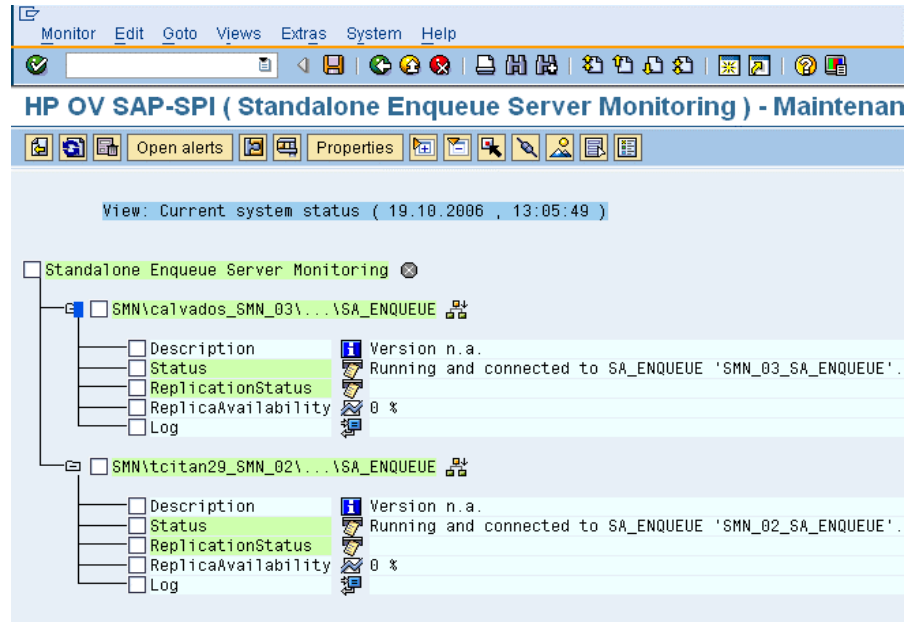 Monitor Edit Goto Views Extras System Help
HP OV SAP-SPI ( Standalone Enqueue Server Monitoring ) - Maintenan
Open alerts Properties
View: Current system status ( 19.10.2006 , 13:05:49 )
Standalone Enqueue Server Monitoring
SMN\calvados_SMN_03\...\SA_ENQUEUE
Description Version n.a.
Status Running and connected to SA_ENQUEUE 'SMN_03_SA_ENQUEUE'.
ReplicationStatus
ReplicaAvailability 0 %
Log
SMN\tcitan29_SMN_02\...\SA_ENQUEUE
Description Version n.a.
Status Running and connected to SA_ENQUEUE 'SMN_02_SA_ENQUEUE'.
ReplicationStatus
ReplicaAvailability 0 %
Log